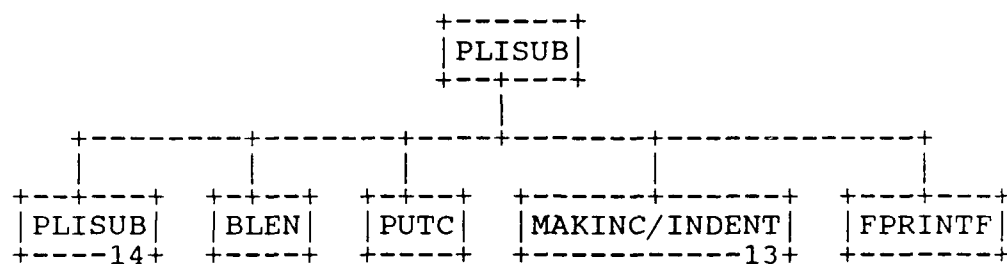 PLISUB
PLISUB BLEN PUTC MAKINC/INDENT FPRINTF
14 13